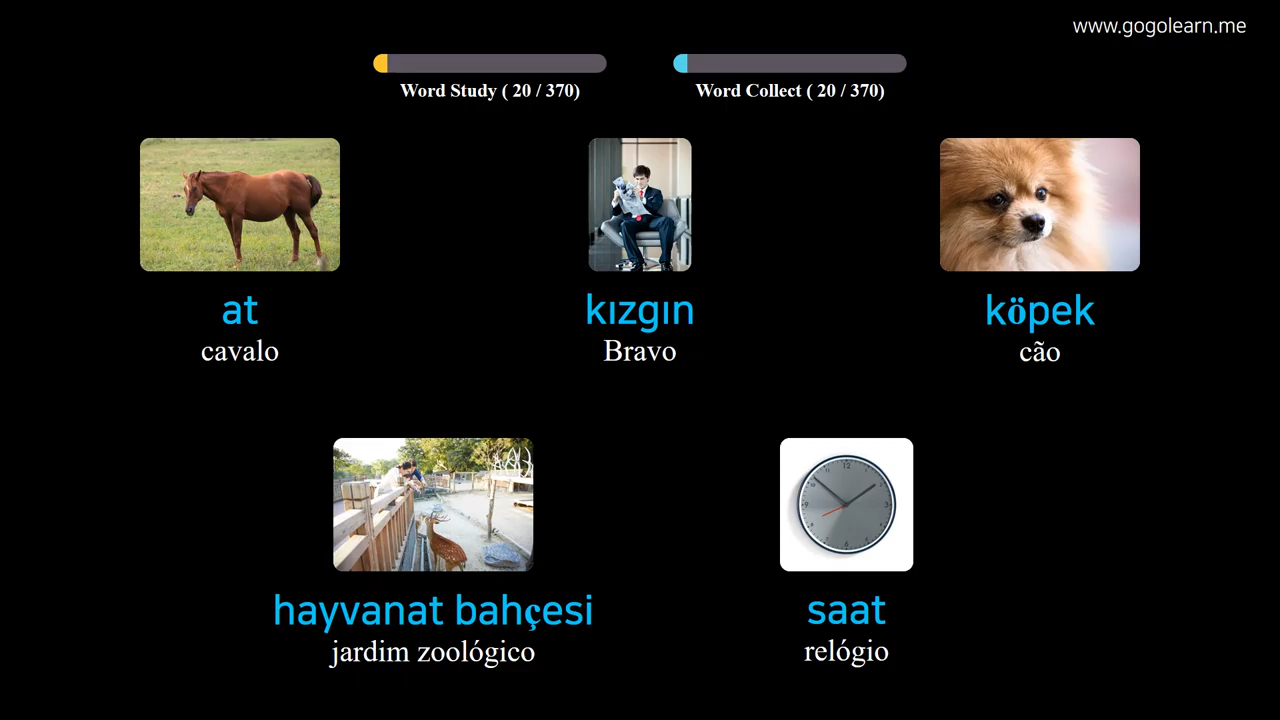 www.gogolearn.me
Word Study ( 20 / 370)
Word Collect ( 20 / 370)
at
cavalo
kızgın
Bravo
köpek
cão
hayvanat bahçesi
jardim zoológico
saat
relógio